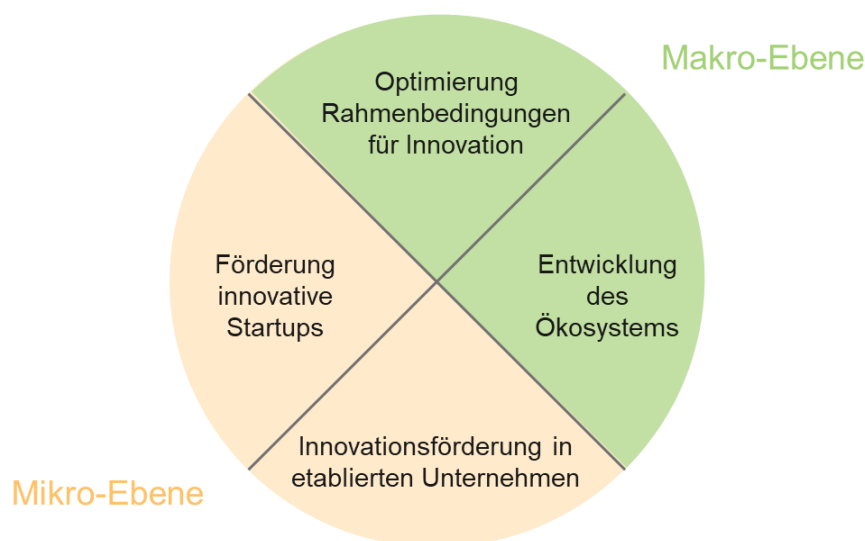 Makro-Ebene
Optimierung
Rahmenbedingungen
für Innovation
Förderung
innovative
Startups
Entwicklung
des
Ökosystems
Innovationsförderung in
etablierten Unternehmen
Mikro-Ebene